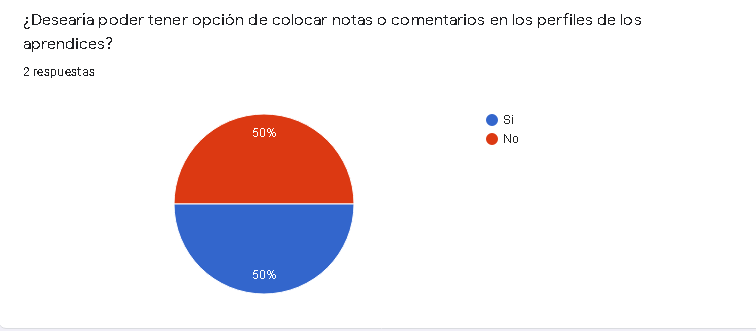 ¿Desearía poder tener opción de colocar notas o comentarios en los perfiles de los
aprendices?
2 respuestas
Si
No
50%
50%